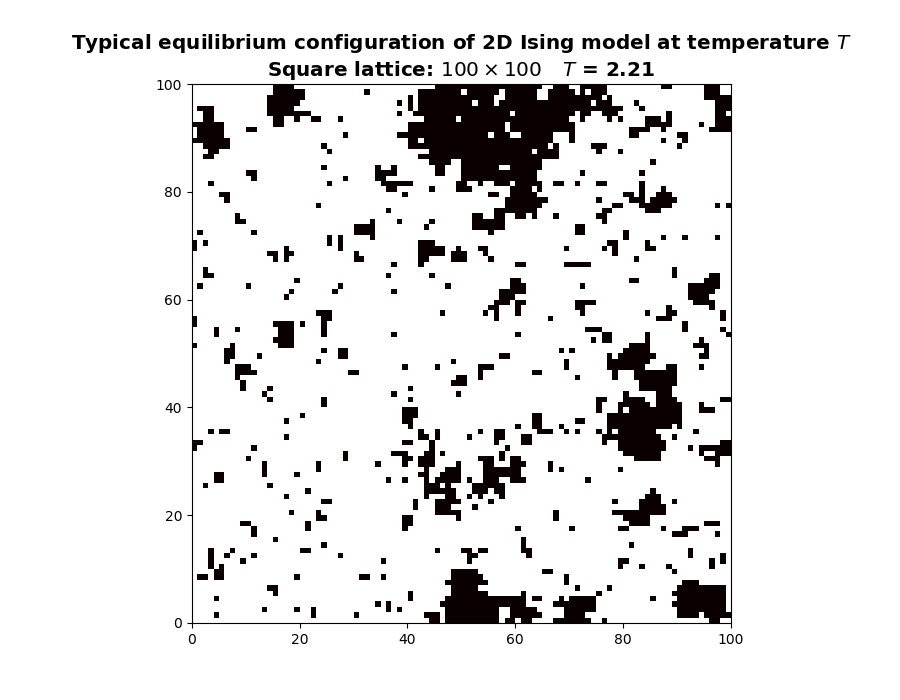 Typical equilibrium configuration of 2D Ising model at temperature T
Square lattice: 100 × 100 T = 2.21
100
80
60
40
20
0
0 20 40 60 80 100